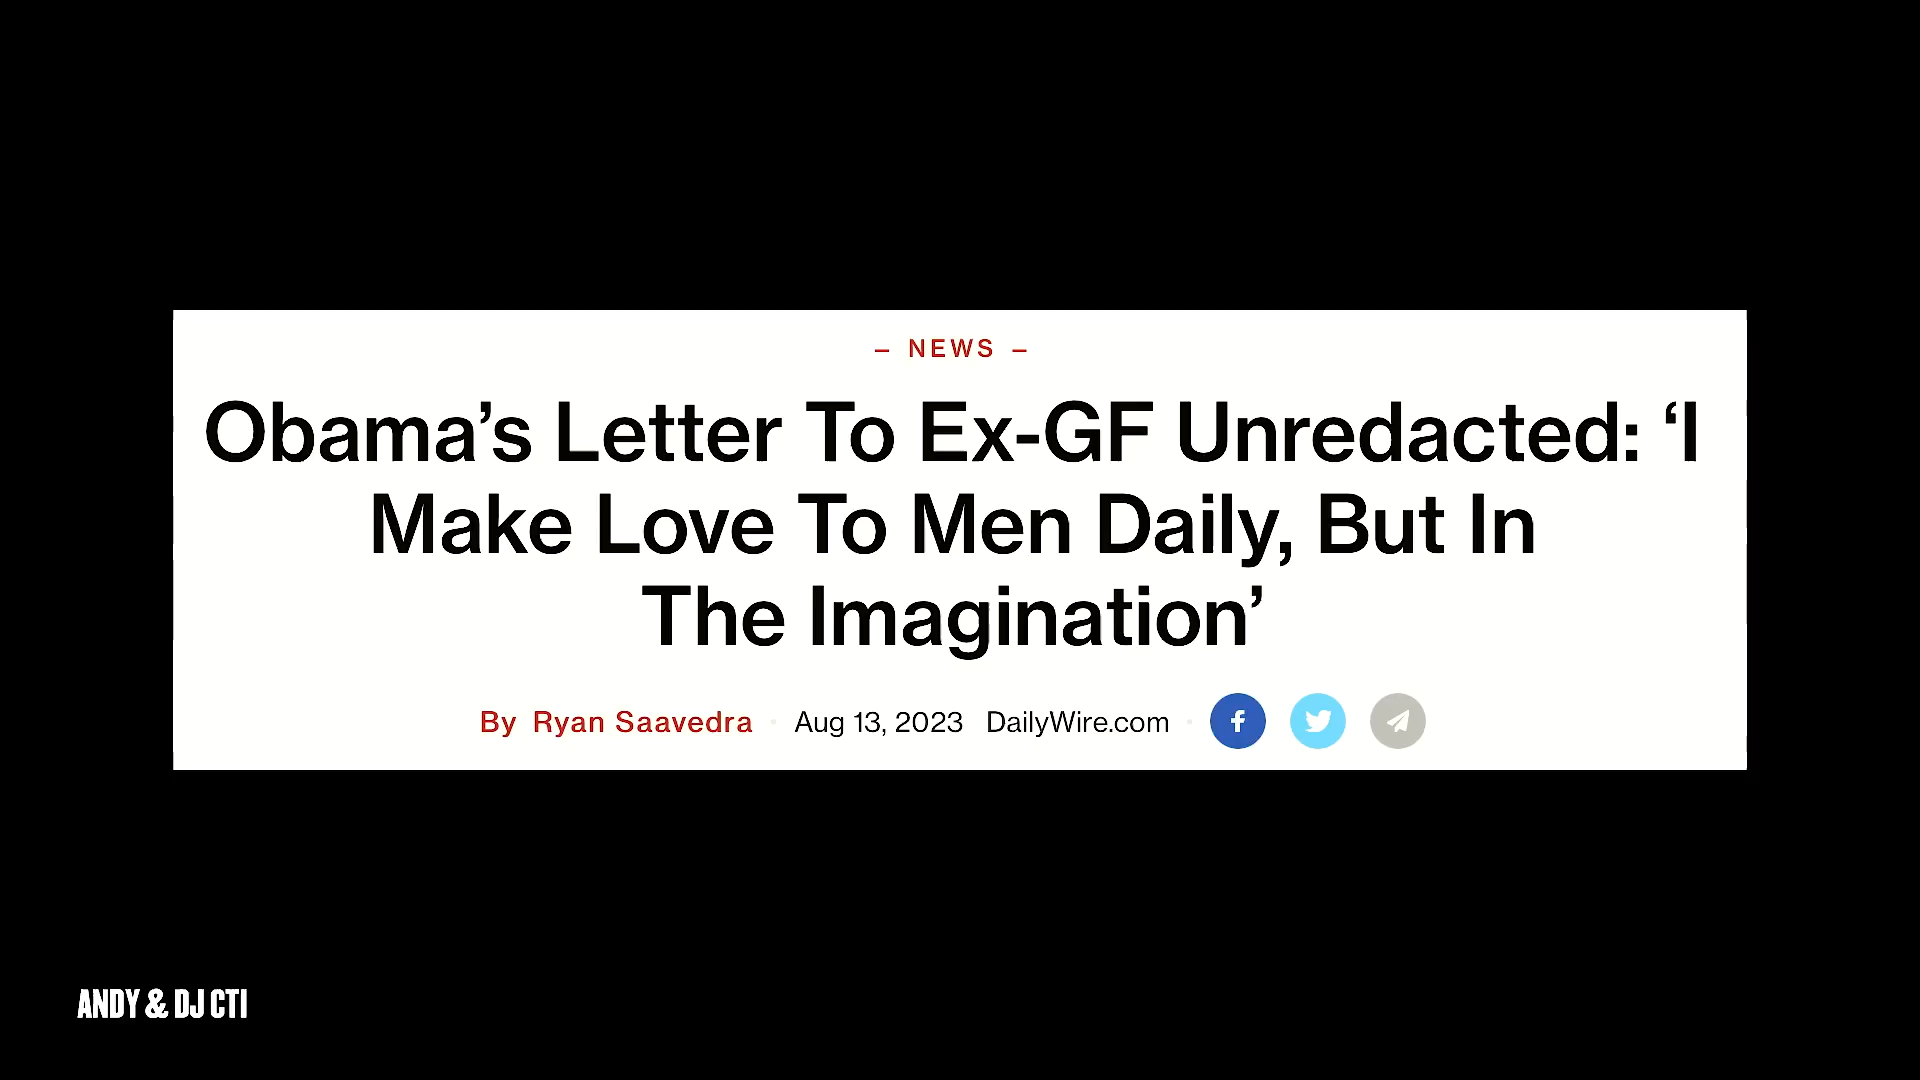 – NEWS –
Obama’s Letter To Ex-GF Unredacted: ‘I
Make Love To Men Daily, But In
The Imagination’
By Ryan Saavedra · Aug 13, 2023 DailyWire.com ·
ANDY & DJ CTI